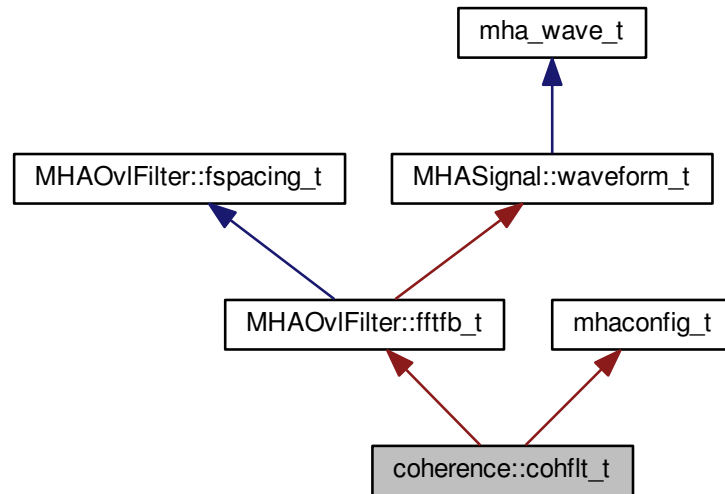 mha_wave_t
MHAOvlFilter::fspacing_t
MHASignal::waveform_t
MHAOvlFilter::fftfb_t
mhaconfig_t
coherence::cohflt_t